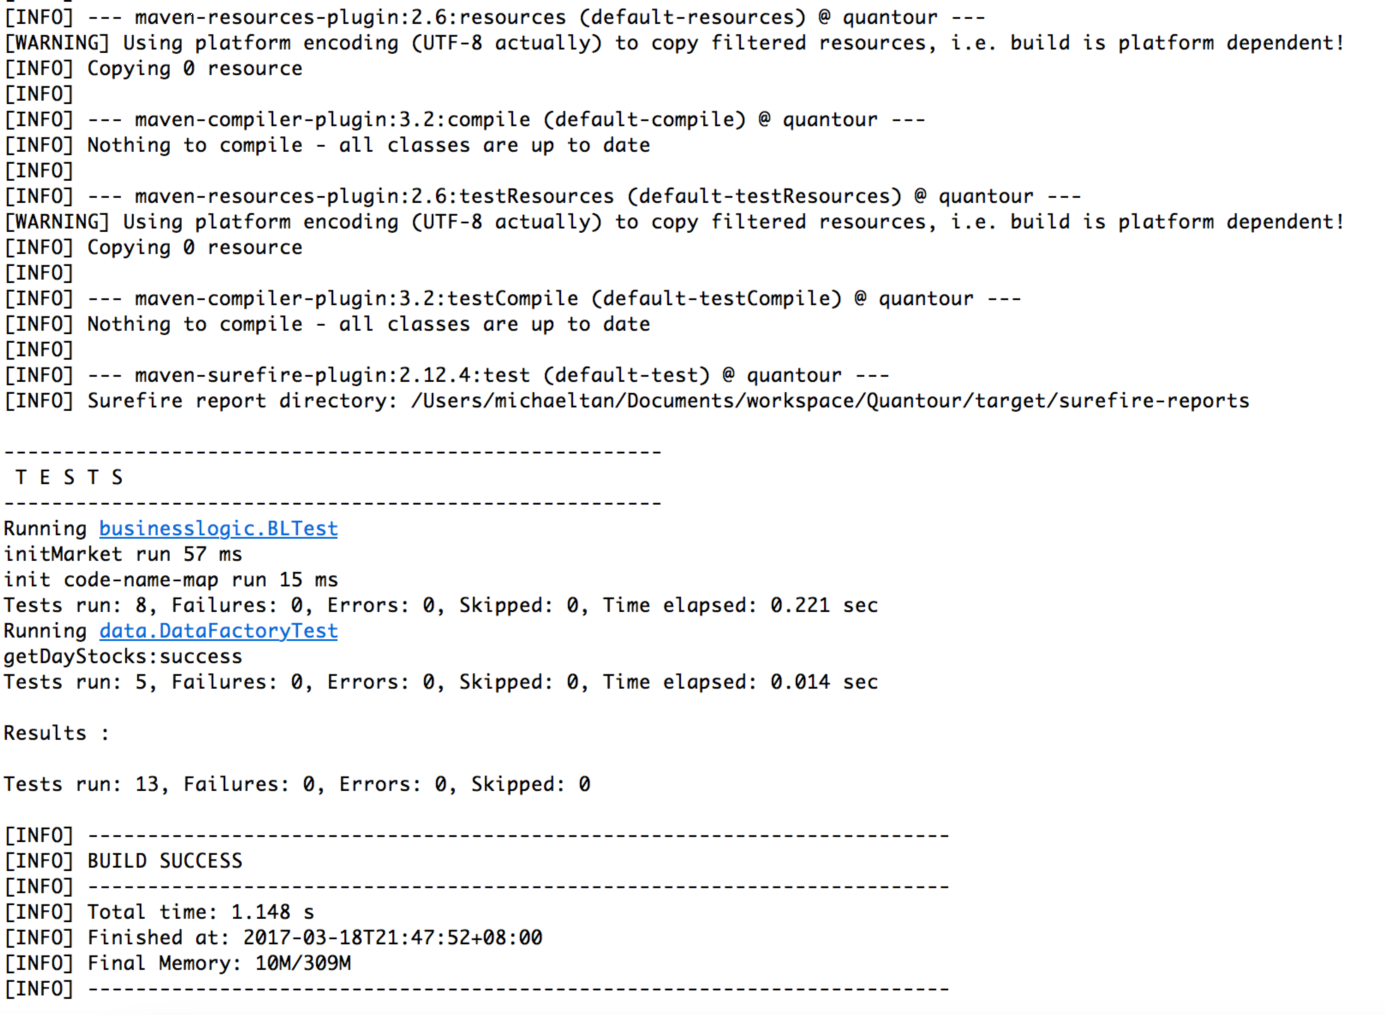 [INFO] --- maven-resources-plugin:2.6:resources (default-resources) @ quantour ---
[WARNING] Using platform encoding (UTF-8 actually) to copy filtered resources, i.e. build is platform dependent!
[INFO] Copying 0 resource
[INFO]
[INFO] --- maven-compiler-plugin:3.2:compile (default-compile) @ quantour ---
[INFO] Nothing to compile - all classes are up to date
[INFO]
[INFO] --- maven-resources-plugin:2.6:testResources (default-testResources) @ quantour ---
[WARNING] Using platform encoding (UTF-8 actually) to copy filtered resources, i.e. build is platform dependent!
[INFO] Copying 0 resource
[INFO]
[INFO] --- maven-compiler-plugin:3.2:testCompile (default-testCompile) @ quantour ---
[INFO] Nothing to compile - all classes are up to date
[INFO]
[INFO] --- maven-surefire-plugin:2.12.4:test (default-test) @ quantour ---
[INFO] Surefire report directory: /Users/michaeltan/Documents/workspace/Quantour/target/surefire-reports
-------------------------------------------------------
T E S T S
-------------------------------------------------------
Running businesslogic.BLTest
initMarket run 57 ms
init code-name-map run 15 ms
Tests run: 8, Failures: 0, Errors: 0, Skipped: 0, Time elapsed: 0.221 sec
Running data.DataFactoryTest
getDayStocks:success
Tests run: 5, Failures: 0, Errors: 0, Skipped: 0, Time elapsed: 0.014 sec
Results :
Tests run: 13, Failures: 0, Errors: 0, Skipped: 0
[INFO] ------------------------------------------------------------------------
[INFO] BUILD SUCCESS
[INFO] ------------------------------------------------------------------------
[INFO] Total time: 1.148 s
[INFO] Finished at: 2017-03-18T21:47:52+08:00
[INFO] Final Memory: 10M/309M
[INFO] ------------------------------------------------------------------------